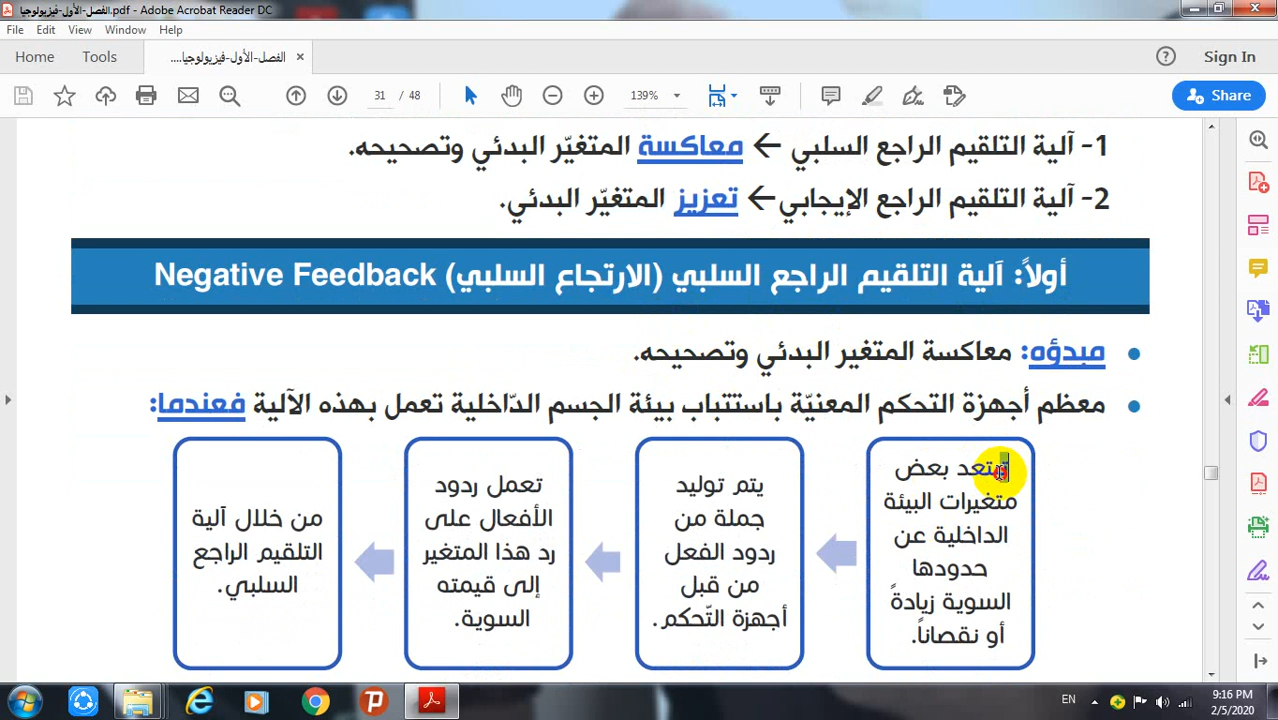 الفصل-الأول-فيزيولوجيا.pdf - Adobe Acrobat Reader DC
File Edit View Window Help
Home Tools الفصل-الأول-فيزيولوجيا.... × Sign In
31 / 48 139% Share
1- آلية التلقيم الراجع السلبي ← معاكسة المتغيّر البدئي وتصحيحه.
2- آلية التلقيم الراجع الإيجابي← تعزيز المتغيّر البدئي.
أولاً: آلية التلقيم الراجع السلبي (الارتجاع السلبي) Negative Feedback
• مبدؤه: معاكسة المتغير البدئي وتصحيحه.
• معظم أجهزة التحكم المعنيّة باستتباب بيئة الجسم الدّاخلية تعمل بهذه الآلية فعندما:
تبتعد بعض
متغيرات البيئة
الداخلية عن
حدودها
السوية زيادةً
أو نقصاناً.
يتم توليد
جملة من
ردود الفعل
من قبل
أجهزة التّحكم.
تعمل ردود
الأفعال على
رد هذا المتغير
إلى قيمته
السوية.
من خلال آلية
التلقيم الراجع
السلبي.
EN 9:16 PM
2/5/2020